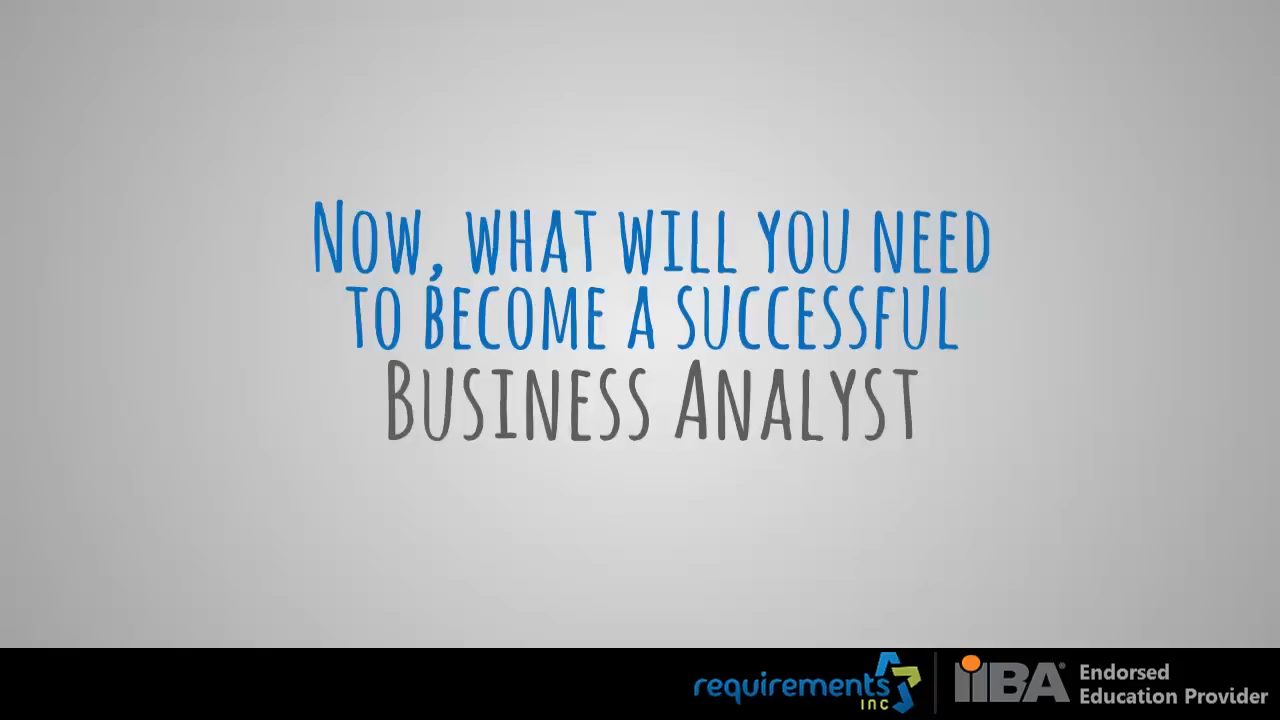 Now, what will you need
to become a successful
Business Analyst
requirements
inc
iiBA®
Endorsed
Education Provider